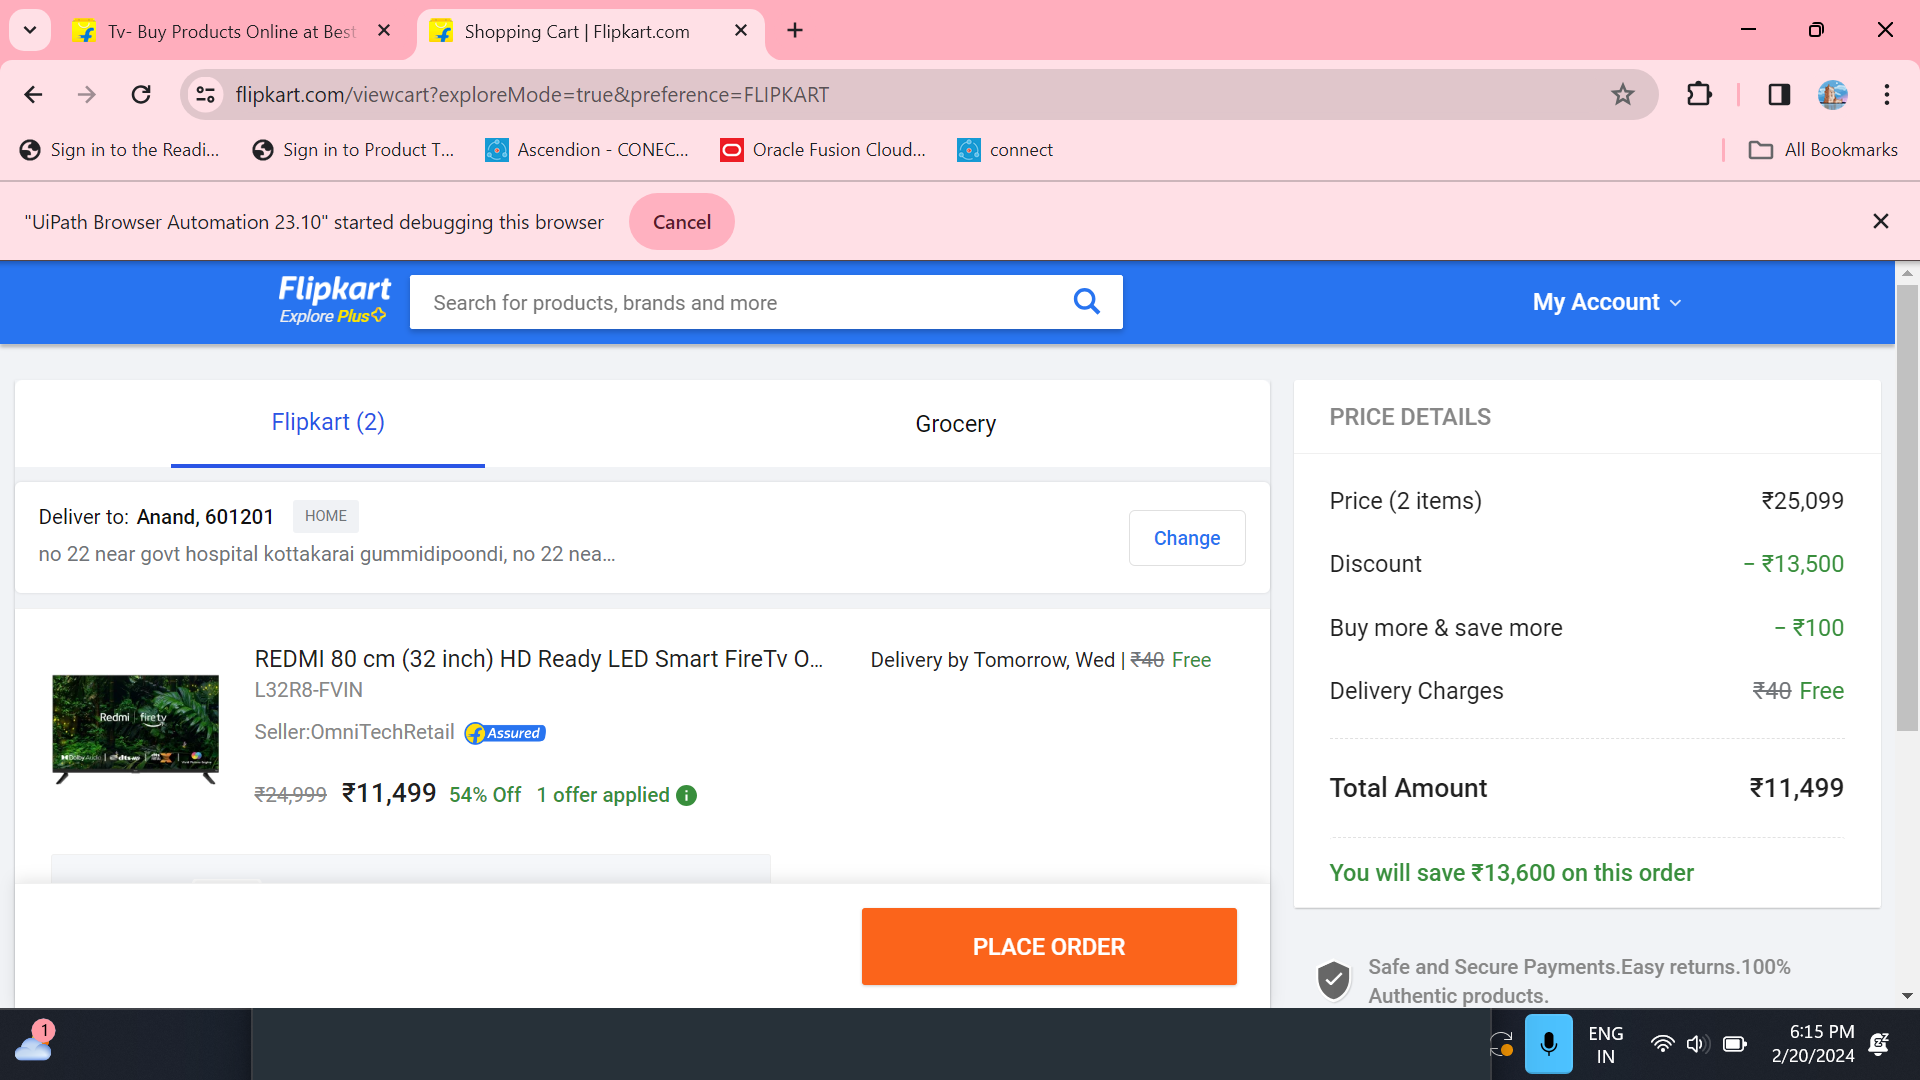 Tv- Buy Products Online at Best
Shopping Cart | Flipkart.com
flipkart.com/viewcart?exploreMode=true&preference=FLIPKART
Sign in to the Readi...
Sign in to Product T...
Ascendion - CONEC...
Oracle Fusion Cloud...
connect
All Bookmarks
"UiPath Browser Automation 23.10" started debugging this browser
Cancel
Flipkart
Explore Plus
Search for products, brands and more
My Account
Flipkart (2)
Grocery
Deliver to: Anand, 601201
HOME
no 22 near govt hospital kottakarai gummidipoondi, no 22 nea...
Change
REDMI 80 cm (32 inch) HD Ready LED Smart FireTv O...
L32R8-FVIN
Seller:OmniTechRetail
Assured
Redmi | fire tv
₹24,999 ₹11,499 54% Off 1 offer applied
Delivery by Tomorrow, Wed | ₹40 Free
PLACE ORDER
PRICE DETAILS
Price (2 items) ₹25,099
Discount − ₹13,500
Buy more & save more − ₹100
Delivery Charges ₹40 Free
Total Amount ₹11,499
You will save ₹13,600 on this order
Safe and Secure Payments.Easy returns.100%
Authentic products.
1
ENG
IN
6:15 PM
2/20/2024